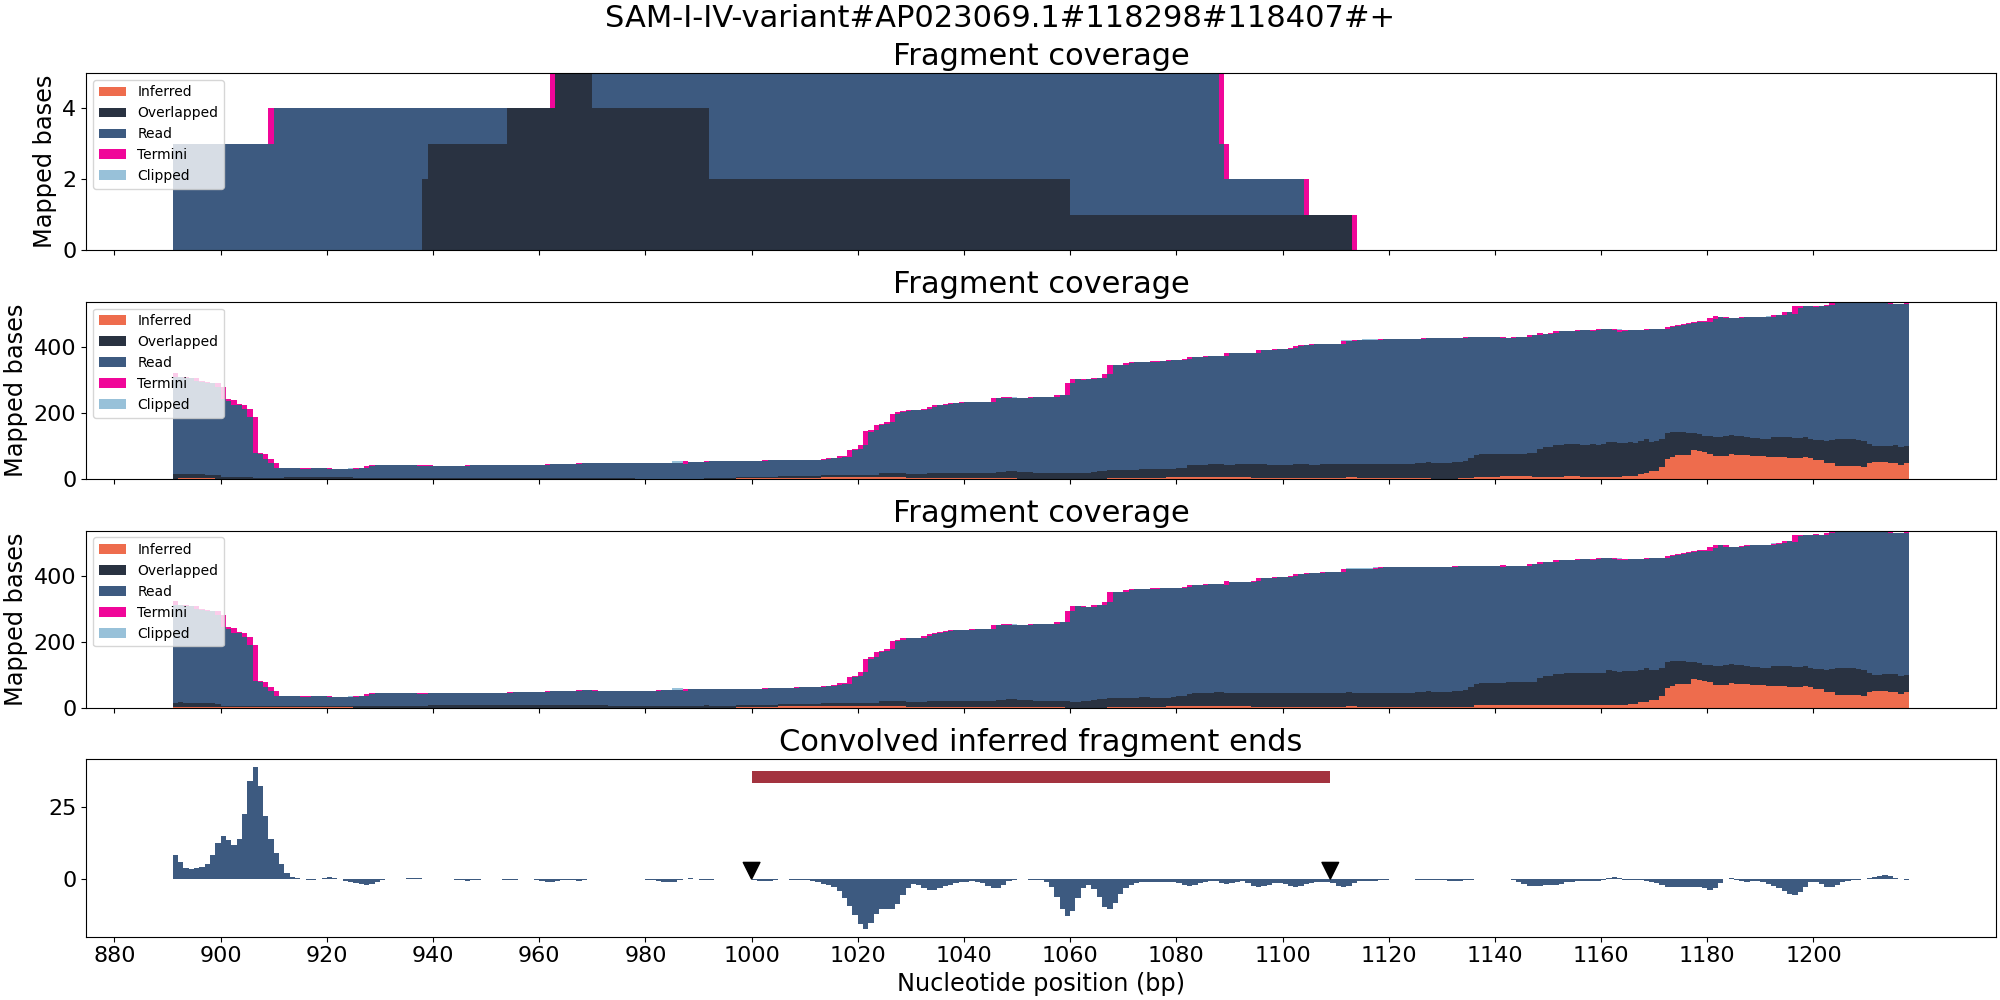 SAM-I-IV-variant#AP023069.1#118298#118407#+
Fragment coverage
Mapped bases
4
2
0
Inferred
Overlapped
Read
Termini
Clipped
Fragment coverage
Mapped bases
400
200
0
Inferred
Overlapped
Read
Termini
Clipped
Fragment coverage
Mapped bases
400
200
0
Inferred
Overlapped
Read
Termini
Clipped
Convolved inferred fragment ends
25
0
880 900 920 940 960 980 1000 1020 1040 1060 1080 1100 1120 1140 1160 1180 1200
Nucleotide position (bp)